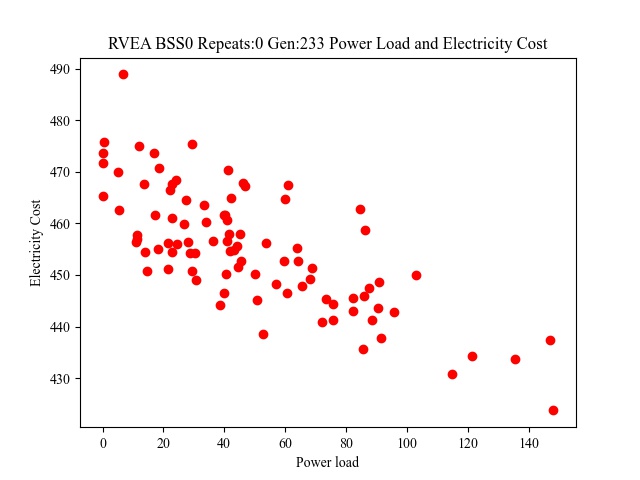 RVEA BSS0 Repeats:0 Gen:233 Power Load and Electricity Cost
490
480
470
460
450
440
430
Electricity Cost
0 20 40 60 80 100 120 140
Power load